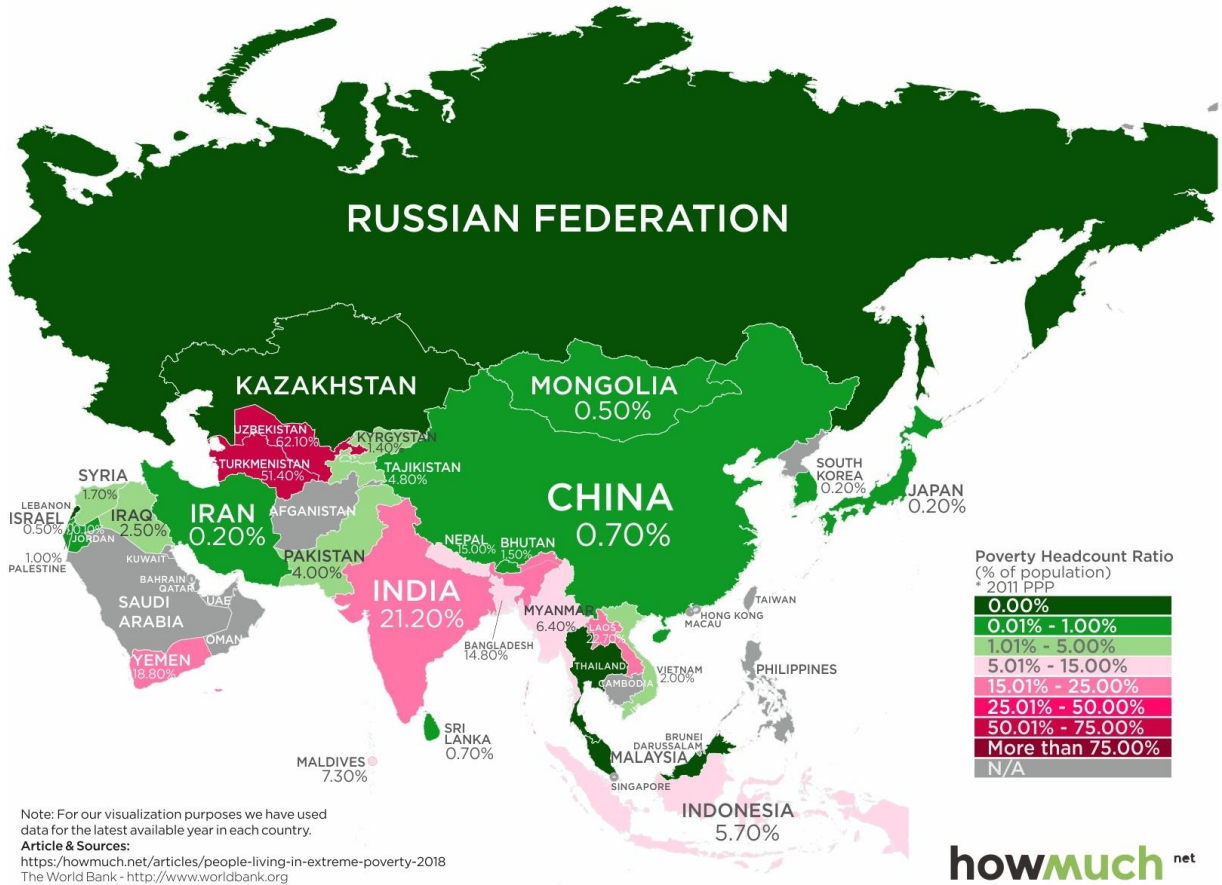 RUSSIAN FEDERATION
KAZAKHSTAN
MONGOLIA
0.50%
UZBEKISTAN
62.10%
KYRGYSTAN
1.40%
TURKMENISTAN
51.40%
TAJIKISTAN
4.80%
SYRIA
1.70%
LEBANON
ISRAEL
0.50%
0.10%
JORDAN
IRAQ
2.50%
IRAN
0.20%
AFGANISTAN
CHINA
0.70%
SOUTH
KOREA
0.20%
JAPAN
0.20%
1.00%
PALESTINE
KUWAIT
BAHRAIN
QATAR
UAE
SAUDI
ARABIA
OMAN
YEMEN
18.80%
PAKISTAN
4.00%
NEPAL
15.00%
BHUTAN
1.50%
INDIA
21.20%
BANGLADESH
14.80%
MYANMAR
6.40%
LAOS
22.70
THAILAND
CAMBODIA
VIETNAM
2.00%
TAIWAN
HONG KONG
MACAU
PHILIPPINES
SRI
LANKA
0.70%
MALDIVES
7.30%
BRUNEI
DARUSSALAM
MALAYSIA
SINGAPORE
INDONESIA
5.70%
Poverty Headcount Ratio
(% of population)
* 2011 PPP
0.00%
0.01% - 1.00%
1.01% - 5.00%
5.01% - 15.00%
15.01% - 25.00%
25.01% - 50.00%
50.01% - 75.00%
More than 75.00%
N/A
Note: For our visualization purposes we have used
data for the latest available year in each country.
Article & Sources:
https:/howmuch.net/articles/people-living-in-extreme-poverty-2018
The World Bank - http://www.worldbank.org
howmuch net